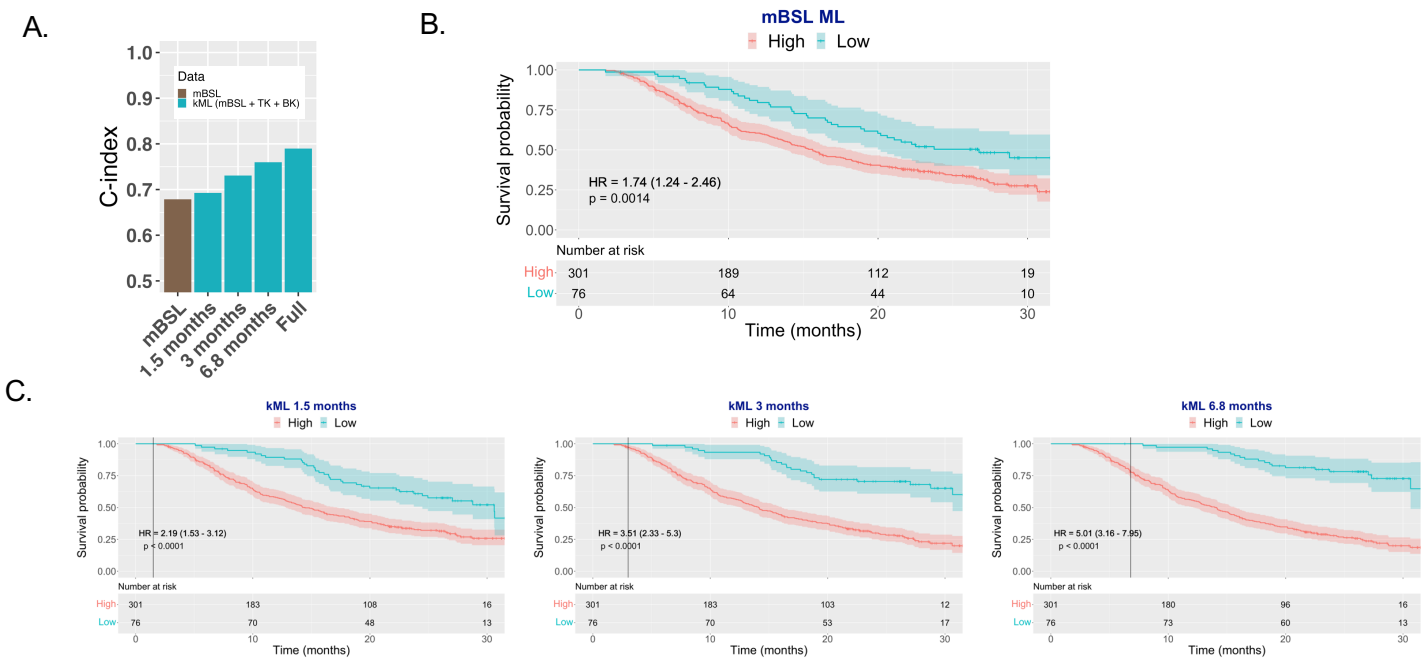 A.
1.0
0.9
0.8
0.7
0.6
0.5
C-index
Data
mBSL
kML (mBSL + TK + BK)
mBSL
1.5 months
3 months
6.8 months
Full
B.
mBSL ML
High Low
Survival probability
1.00
0.75
0.50
0.25
0.00
HR = 1.74 (1.24 - 2.46)
p = 0.0014
Number at risk
High 301 189 112 19
Low 76 64 44 10
0 10 20 30
Time (months)
C.
kML 1.5 months
High Low
Survival probability
1.00
0.75
0.50
0.25
0.00
HR = 2.19 (1.53 - 3.12)
p < 0.0001
Number at risk
High 301 183 108 16
Low 76 70 48 13
0 10 20 30
Time (months)
kML 3 months
High Low
Survival probability
1.00
0.75
0.50
0.25
0.00
HR = 3.51 (2.33 - 5.3)
p < 0.0001
Number at risk
High 301 183 103 12
Low 76 70 53 17
0 10 20 30
Time (months)
kML 6.8 months
High Low
Survival probability
1.00
0.75
0.50
0.25
0.00
HR = 5.01 (3.16 - 7.95)
p < 0.0001
Number at risk
High 301 180 96 16
Low 76 73 60 13
0 10 20 30
Time (months)